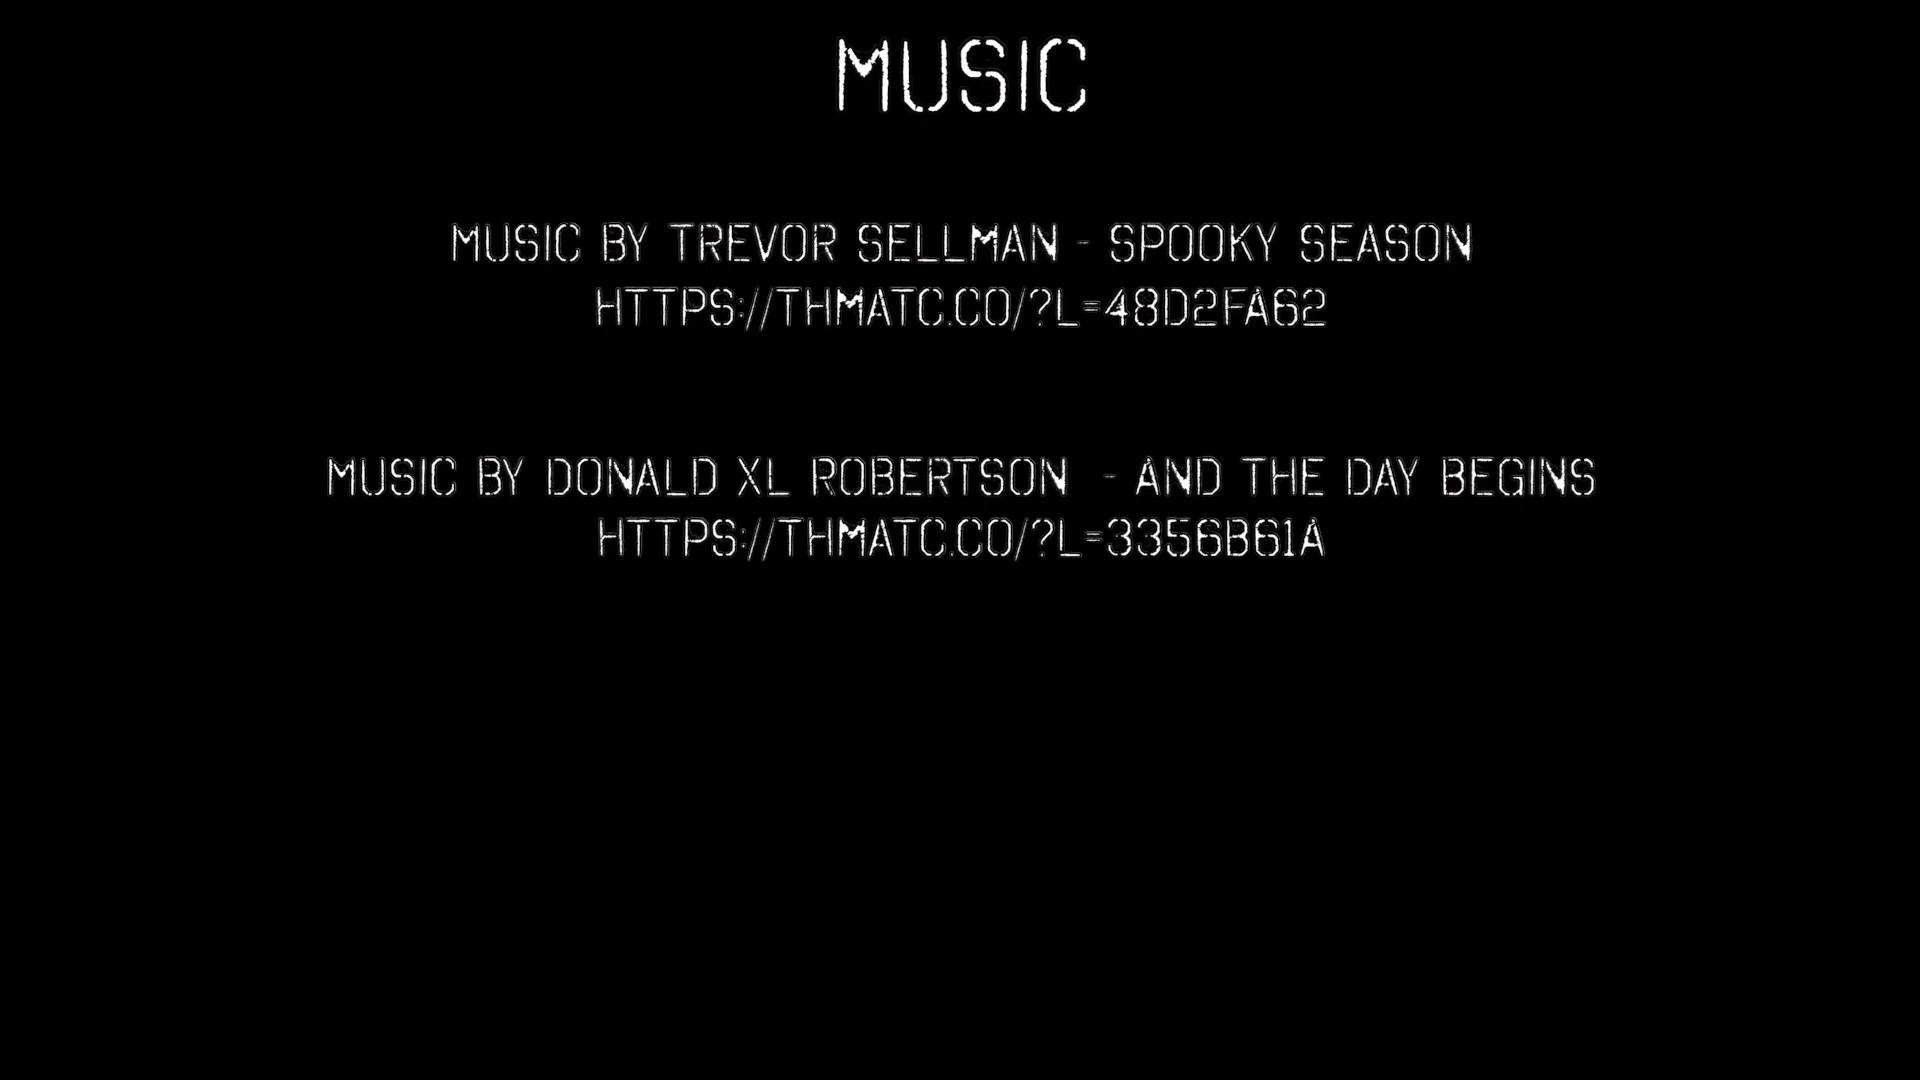 MUSIC
MUSIC BY TREVOR SELLMAN - SPOOKY SEASON
HTTPS://THMATC.CO/?L=48D2FA62
MUSIC BY DONALD XL ROBERTSON - AND THE DAY BEGINS
HTTPS://THMATC.CO/?L=3356B61A